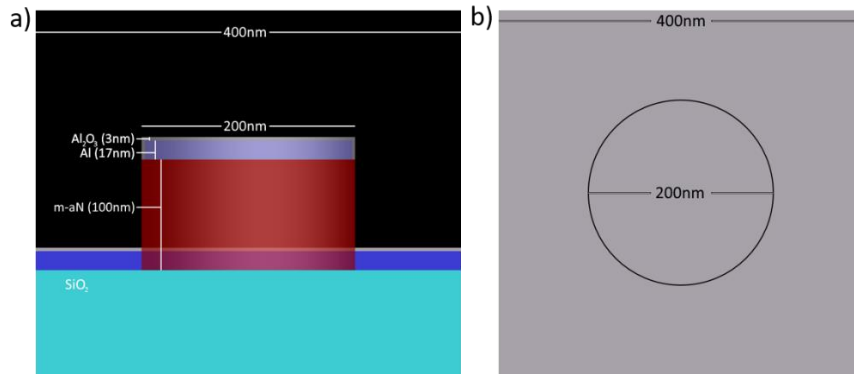 a)
400nm
200nm
Al₂O₃ (3nm)
Al (17nm)
m-aN (100nm)
SiO₂
b)
400nm
200nm